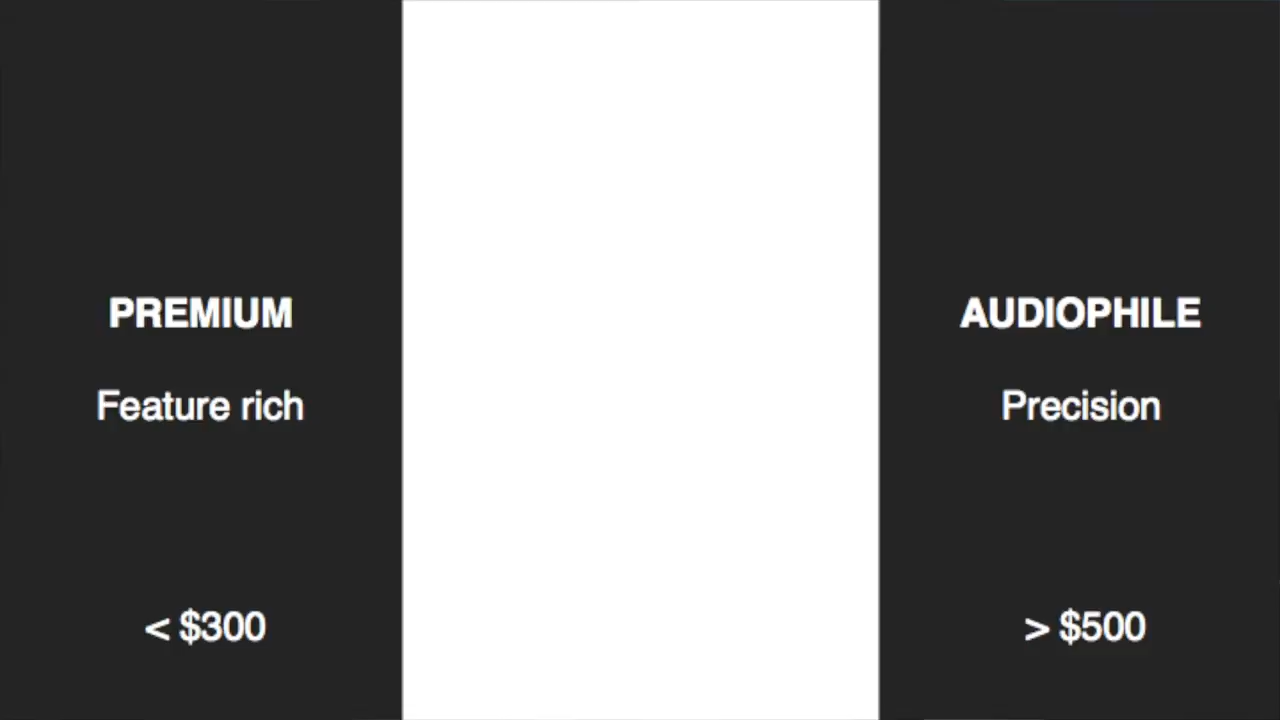 PREMIUM
Feature rich
< $300
AUDIOPHILE
Precision
> $500